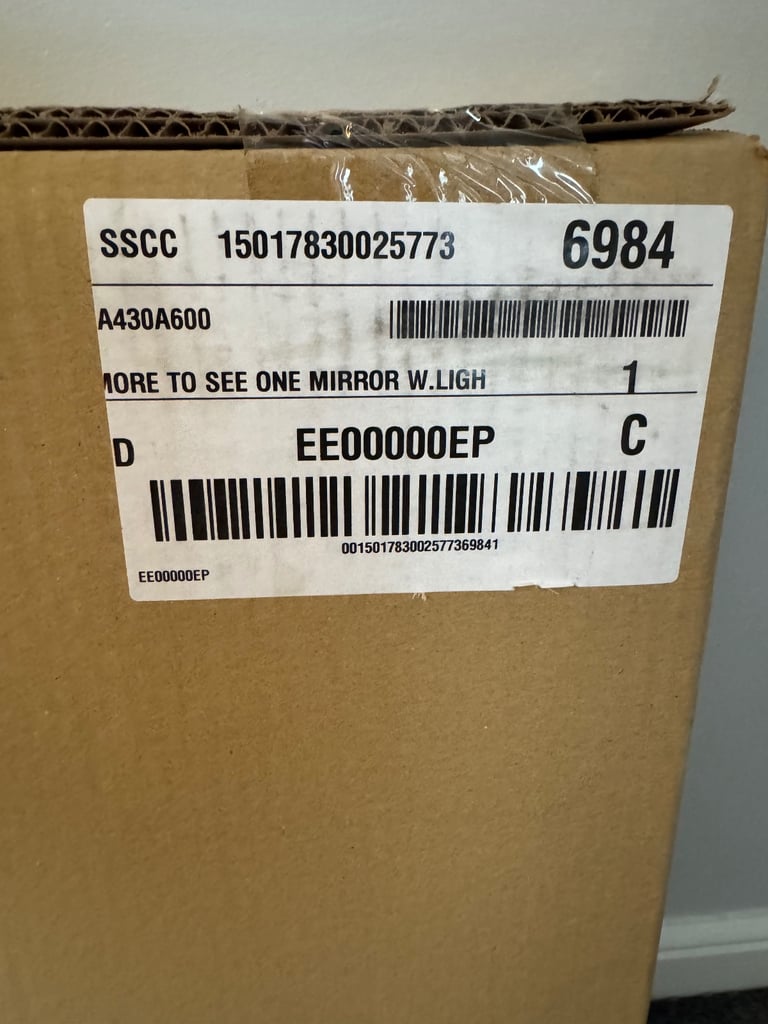 SSCC 15017830025773 6984
A430A600
MORE TO SEE ONE MIRROR W.LIGH 1
D EE00000EP C
00150178300257736984​1
EE00000EP